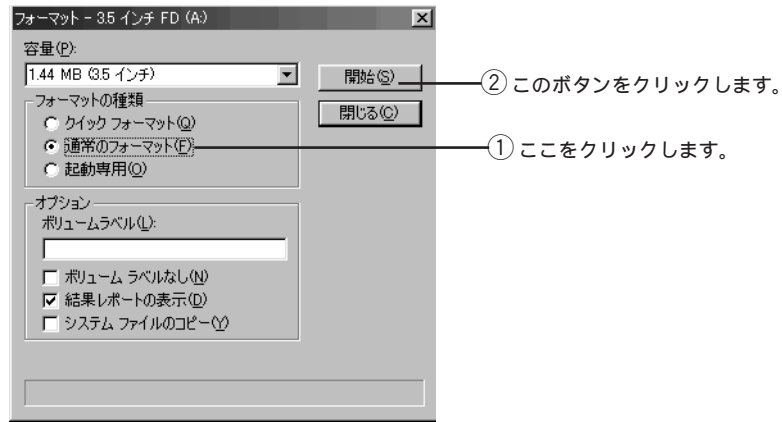 フォーマット - 3.5 インチ FD (A:)
容量(P):
1.44 MB (3.5 インチ)
開始(S)
② このボタンをクリックします。
フォーマットの種類
閉じる(C)
クイック フォーマット(Q)
通常のフォーマット(F)
① ここをクリックします。
起動専用(O)
オプション
ボリュームラベル(L):
ボリューム ラベルなし(N)
結果レポートの表示(D)
システム ファイルのコピー(Y)